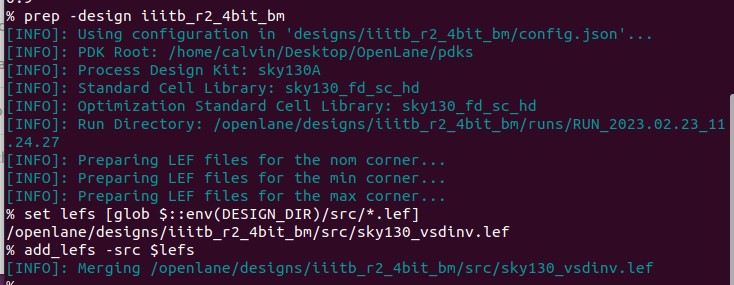 % prep -design iiitb_r2_4bit_bm
[INFO]: Using configuration in 'designs/iiitb_r2_4bit_bm/config.json'...
[INFO]: PDK Root: /home/calvin/Desktop/OpenLane/pdks
[INFO]: Process Design Kit: sky130A
[INFO]: Standard Cell Library: sky130_fd_sc_hd
[INFO]: Optimization Standard Cell Library: sky130_fd_sc_hd
[INFO]: Run Directory: /openlane/designs/iiitb_r2_4bit_bm/runs/RUN_2023.02.23_11
.24.27
[INFO]: Preparing LEF files for the nom corner...
[INFO]: Preparing LEF files for the min corner...
[INFO]: Preparing LEF files for the max corner...
% set lefs [glob $::env(DESIGN_DIR)/src/*.lef]
/openlane/designs/iiitb_r2_4bit_bm/src/sky130_vsdinv.lef
% add_lefs -src $lefs
[INFO]: Merging /openlane/designs/iiitb_r2_4bit_bm/src/sky130_vsdinv.lef
%